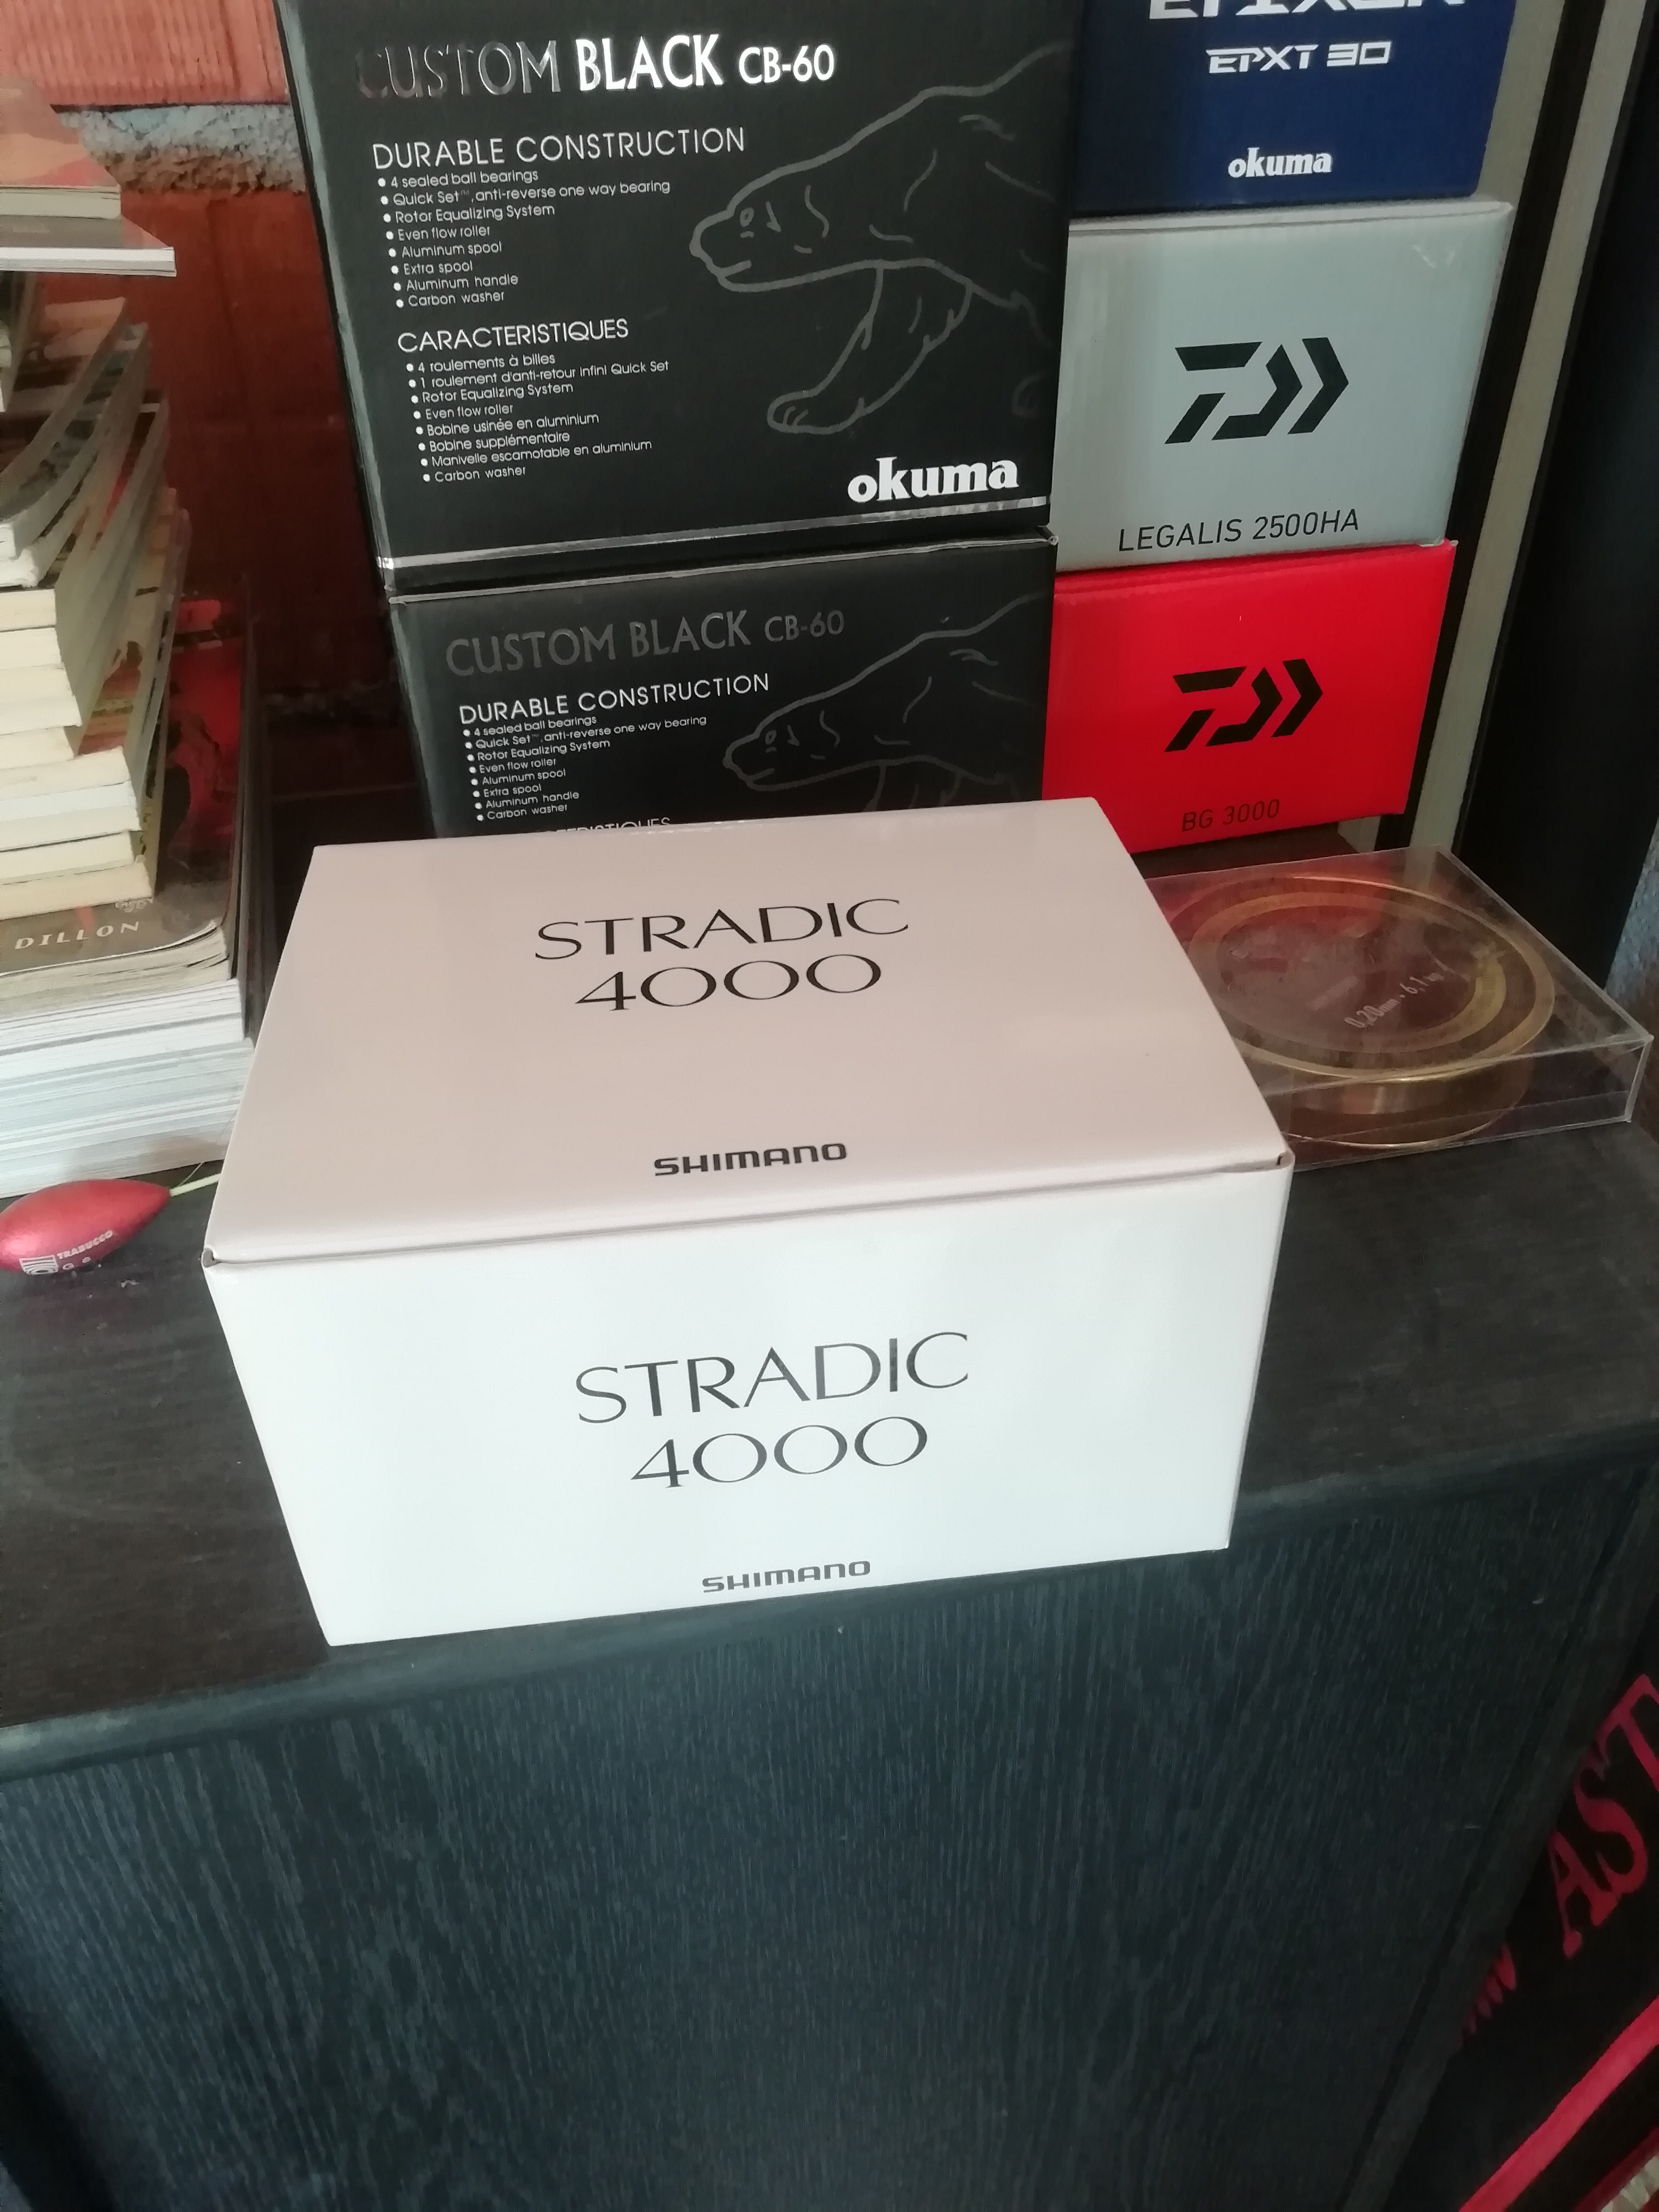 CUSTOM BLACK CB-60
DURABLE CONSTRUCTION
• 4 sealed ball bearings
• Quick Set™, anti-reverse one way bearing
• Rotor Equalizing System
• Even flow roller
• Aluminum spool
• Extra spool
• Aluminum handle
• Carbon washer
CARACTERISTIQUES
• 4 roulements à billes
• 1 roulement d'anti-retour infini Quick Set
• Rotor Equalizing System
• Even flow roller
• Bobine usinée en aluminium
• Bobine supplémentaire
• Manivelle escamotable en aluminium
• Carbon washer
okuma
EPXT 30
okuma
LEGALIS 2500HA
BG 3000
CUSTOM BLACK CB-60
DURABLE CONSTRUCTION
• 4 sealed ball bearings
• Quick Set™, anti-reverse one way bearing
• Rotor Equalizing System
• Even flow roller
• Aluminum spool
• Extra spool
• Aluminum handle
• Carbon washer
DILLON
0,20mm - 6,1
TRABUCCO
STRADIC
4000
SHIMANO
STRADIC
4000
SHIMANO
AST